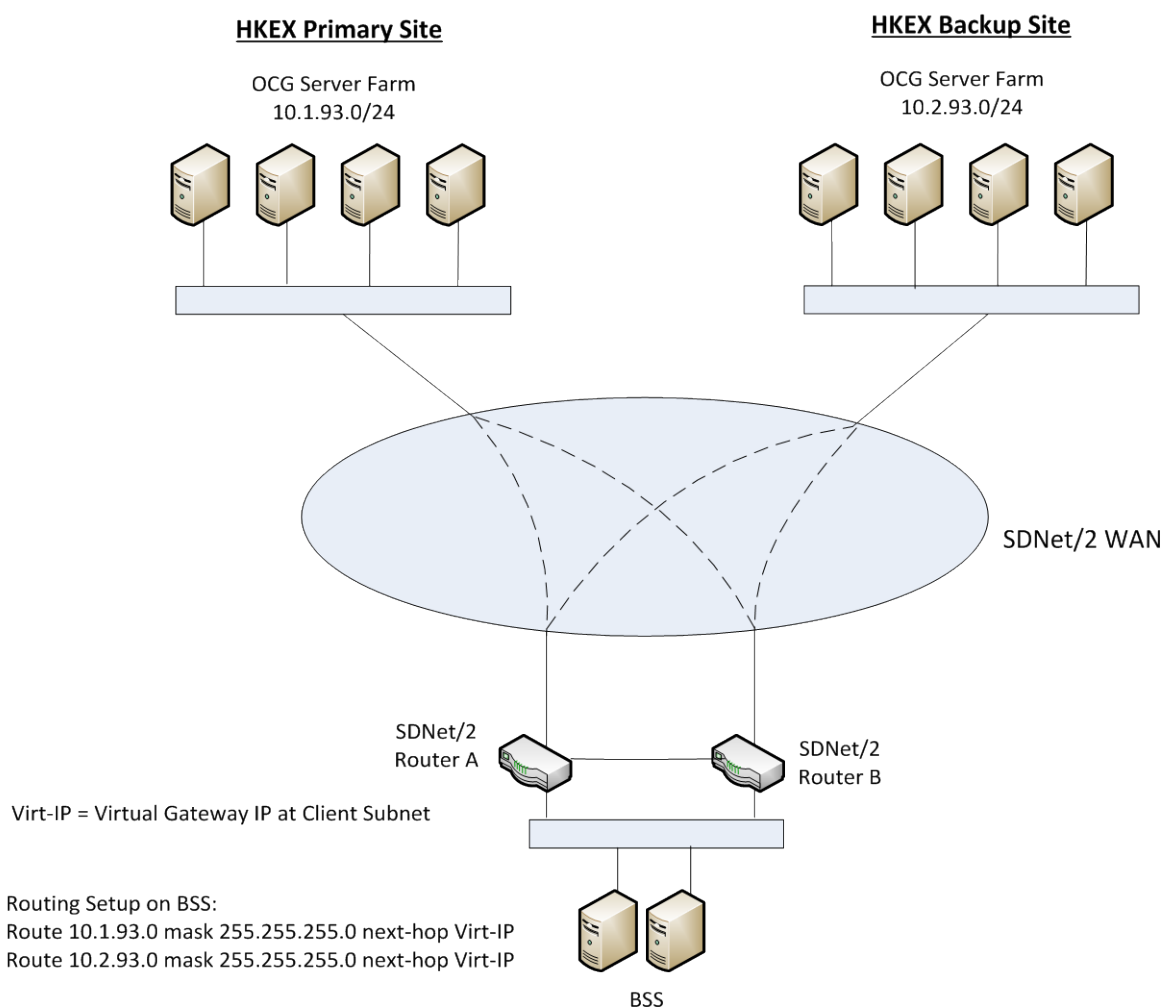 HKEX Primary Site
HKEX Backup Site
OCG Server Farm
10.1.93.0/24
OCG Server Farm
10.2.93.0/24
SDNet/2 WAN
SDNet/2
Router A
SDNet/2
Router B
Virt-IP = Virtual Gateway IP at Client Subnet
Routing Setup on BSS:
Route 10.1.93.0 mask 255.255.255.0 next-hop Virt-IP
Route 10.2.93.0 mask 255.255.255.0 next-hop Virt-IP
BSS